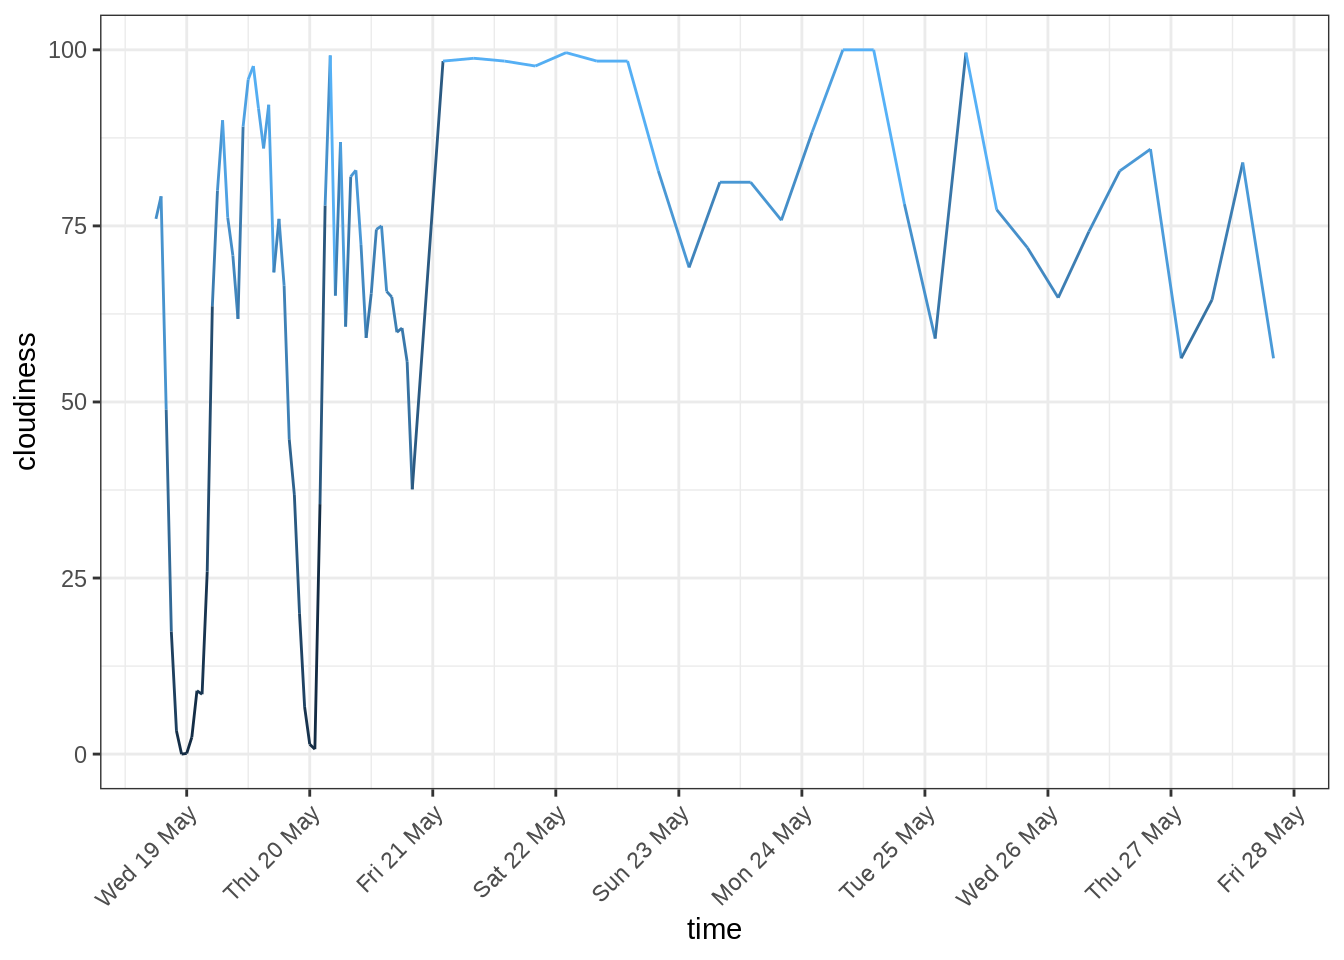 100
75
50
25
0
cloudiness
Wed 19 May
Thu 20 May
Fri 21 May
Sat 22 May
Sun 23 May
Mon 24 May
Tue 25 May
Wed 26 May
Thu 27 May
Fri 28 May
time